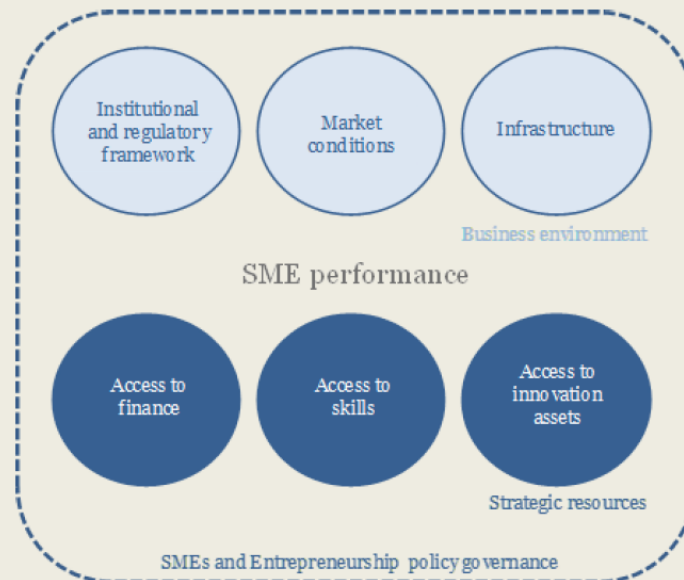 Institutional
and regulatory
framework
Market
conditions
Infrastructure
Business environment
SME performance
Access to
finance
Access to
skills
Access to
innovation
assets
Strategic resources
SMEs and Entrepreneurship policy governance